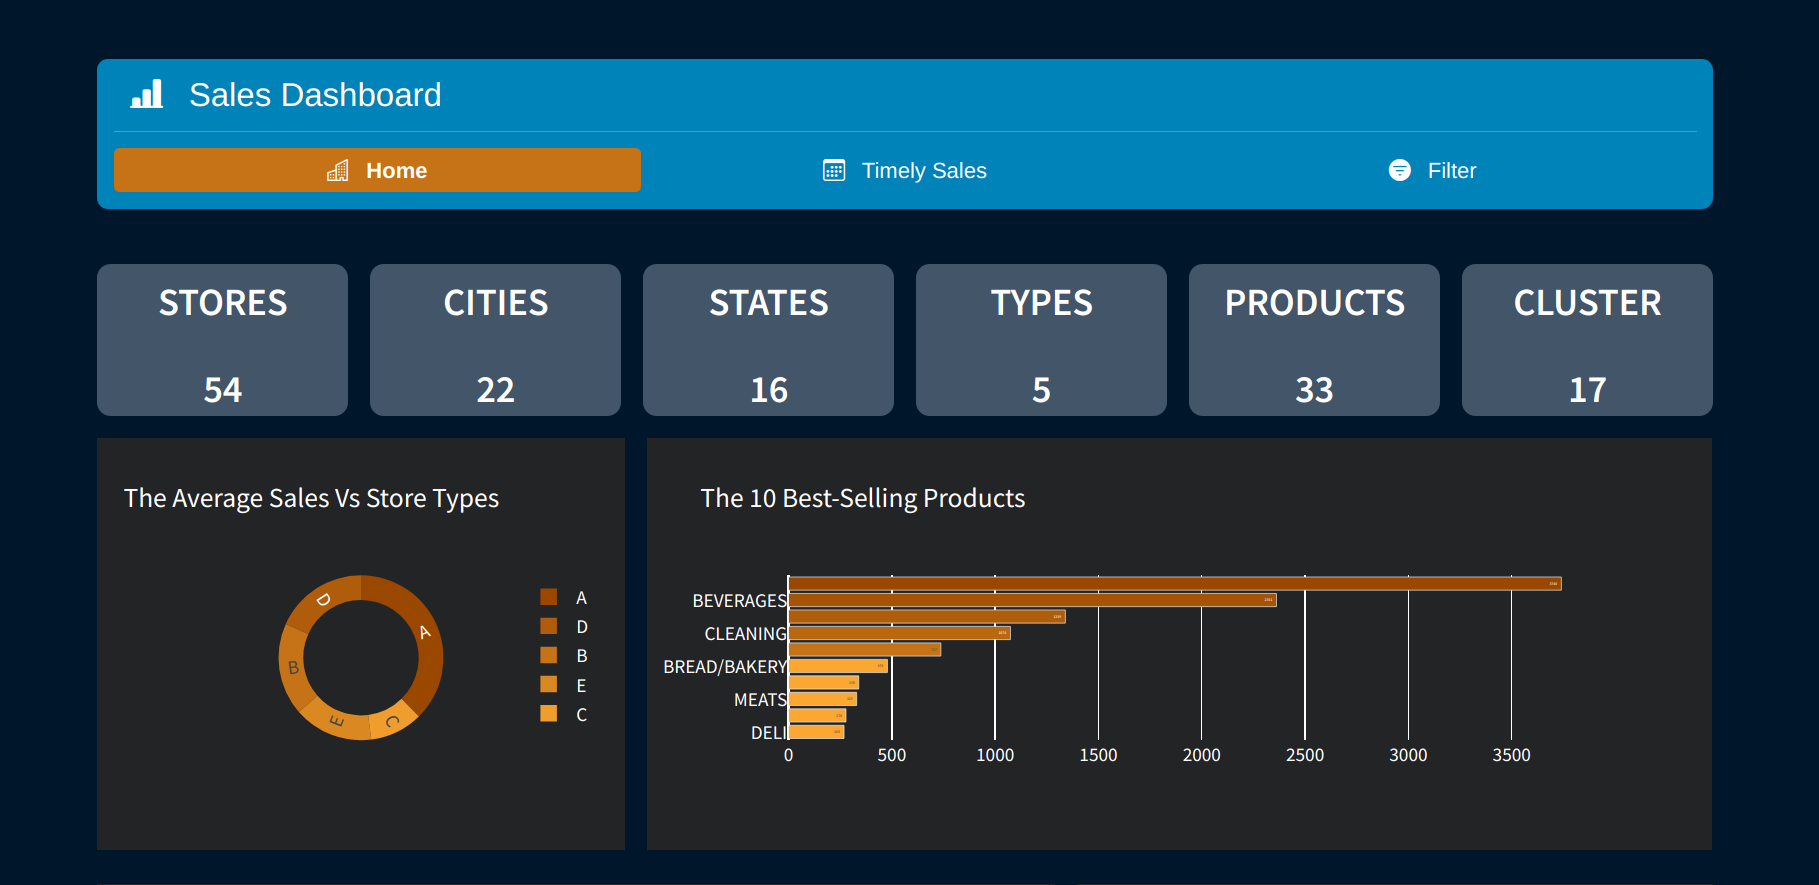 Sales Dashboard
Home
Timely Sales
Filter
STORES
CITIES
STATES
TYPES
PRODUCTS
CLUSTER
54
22
16
5
33
17
The Average Sales Vs Store Types
A
D
B
E
C
A
D
B
E
C
The 10 Best-Selling Products
BEVERAGES
CLEANING
BREAD/BAKERY
MEATS
DELI
0
500
1000
1500
2000
2500
3000
3500